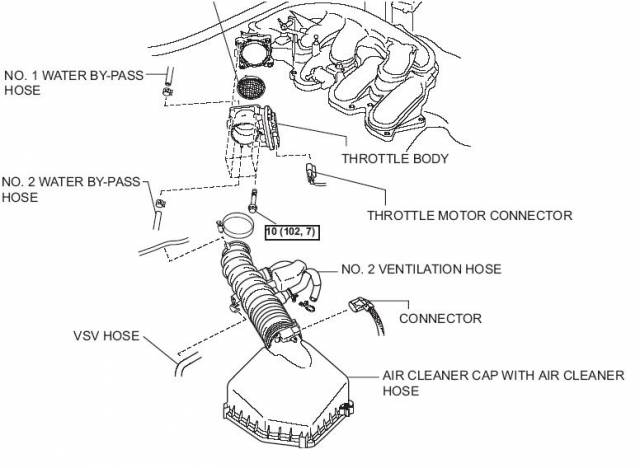 NO. 1 WATER BY-PASS
HOSE
THROTTLE BODY
NO. 2 WATER BY-PASS
HOSE
THROTTLE MOTOR CONNECTOR
10 (102, 7)
NO. 2 VENTILATION HOSE
CONNECTOR
VSV HOSE
AIR CLEANER CAP WITH AIR CLEANER
HOSE